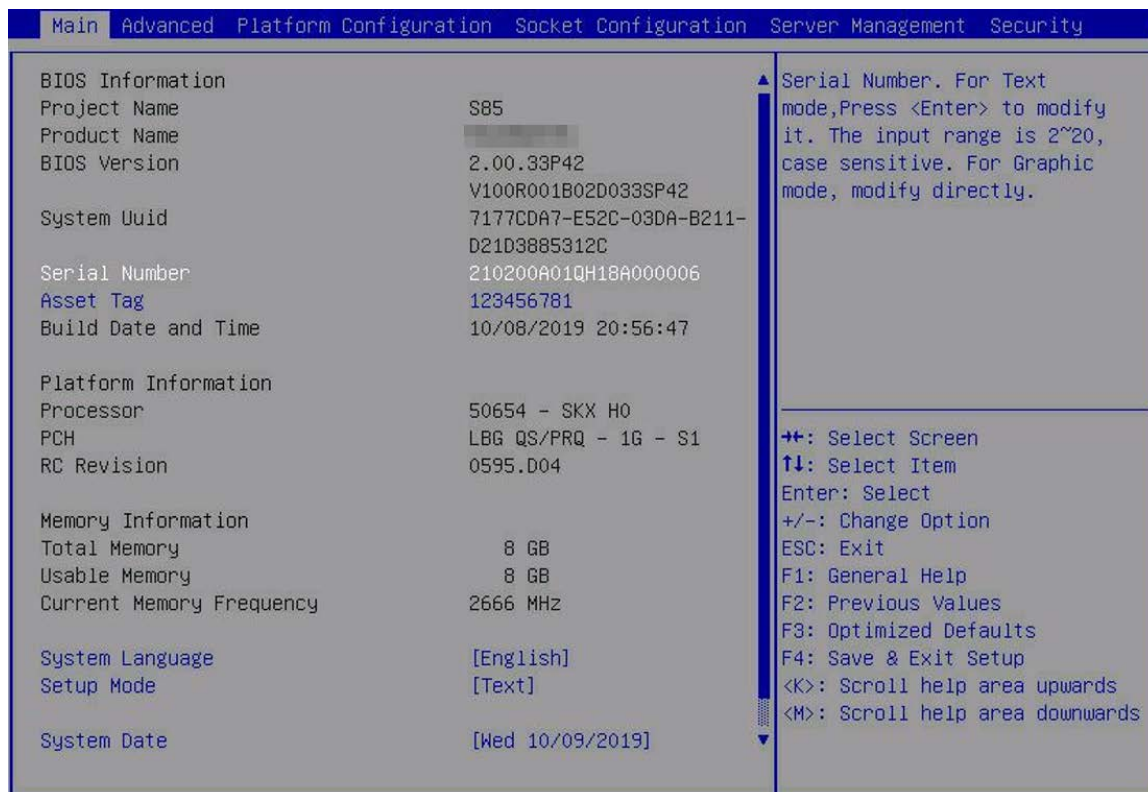 Main Advanced Platform Configuration Socket Configuration Server Management Security
BIOS Information
Project Name S85
Product Name
BIOS Version 2.00.33P42
V100R001B02D033SP42
System Uuid 7177CDA7-E52C-03DA-B211-
D21D3885312C
Serial Number 210200A01QH18A000006
Asset Tag 123456781
Build Date and Time 10/08/2019 20:56:47
Platform Information
Processor 50654 - SKX H0
PCH LBG QS/PRQ - 1G - S1
RC Revision 0595.D04
Memory Information
Total Memory 8 GB
Usable Memory 8 GB
Current Memory Frequency 2666 MHz
System Language [English]
Setup Mode [Text]
System Date [Wed 10/09/2019]
Serial Number. For Text
mode,Press <Enter> to modify
it. The input range is 2~20,
case sensitive. For Graphic
mode, modify directly.
→←: Select Screen
↑↓: Select Item
Enter: Select
+/-: Change Option
ESC: Exit
F1: General Help
F2: Previous Values
F3: Optimized Defaults
F4: Save & Exit Setup
<K>: Scroll help area upwards
<M>: Scroll help area downwards